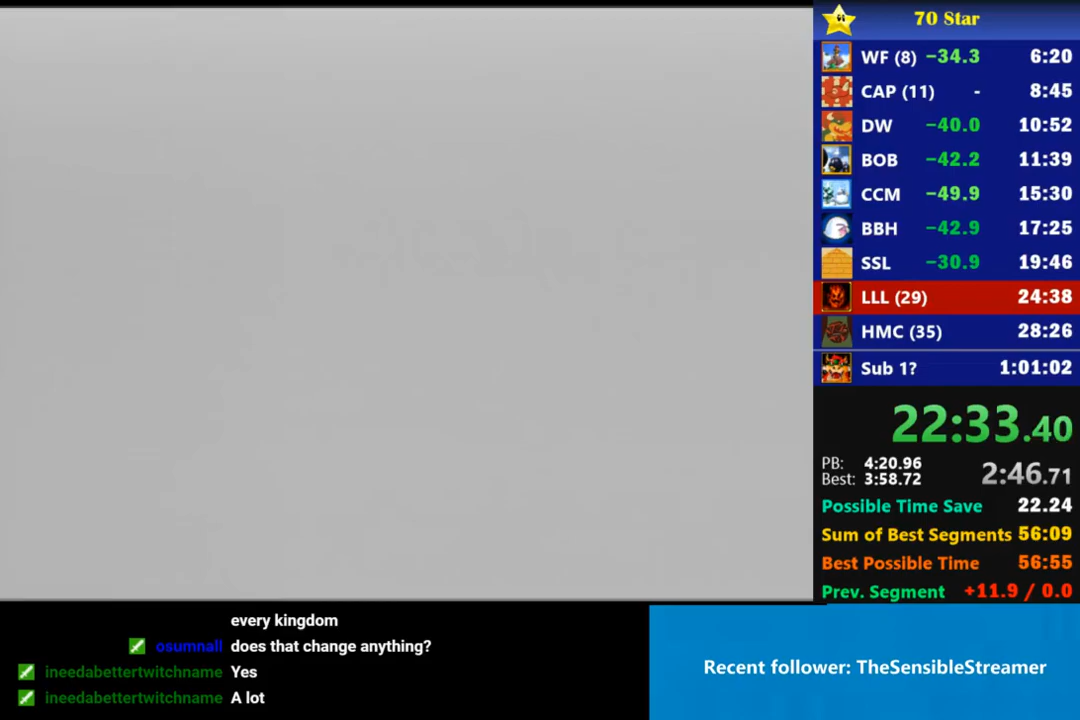 70 Star
WF (8) −34.3 6:20
CAP (11) - 8:45
DW −40.0 10:52
BOB −42.2 11:39
CCM −49.9 15:30
BBH −42.9 17:25
SSL −30.9 19:46
LLL (29) 24:38
HMC (35) 28:26
Sub 1? 1:01:02
22:33.40
PB: 4:20.96
Best: 3:58.72
2:46.71
Possible Time Save 22.24
Sum of Best Segments 56:09
Best Possible Time 56:55
Prev. Segment +11.9 / 0.0
every kingdom
osumnall does that change anything?
ineedabettertwitchname Yes
ineedabettertwitchname A lot
Recent follower: TheSensibleStreamer